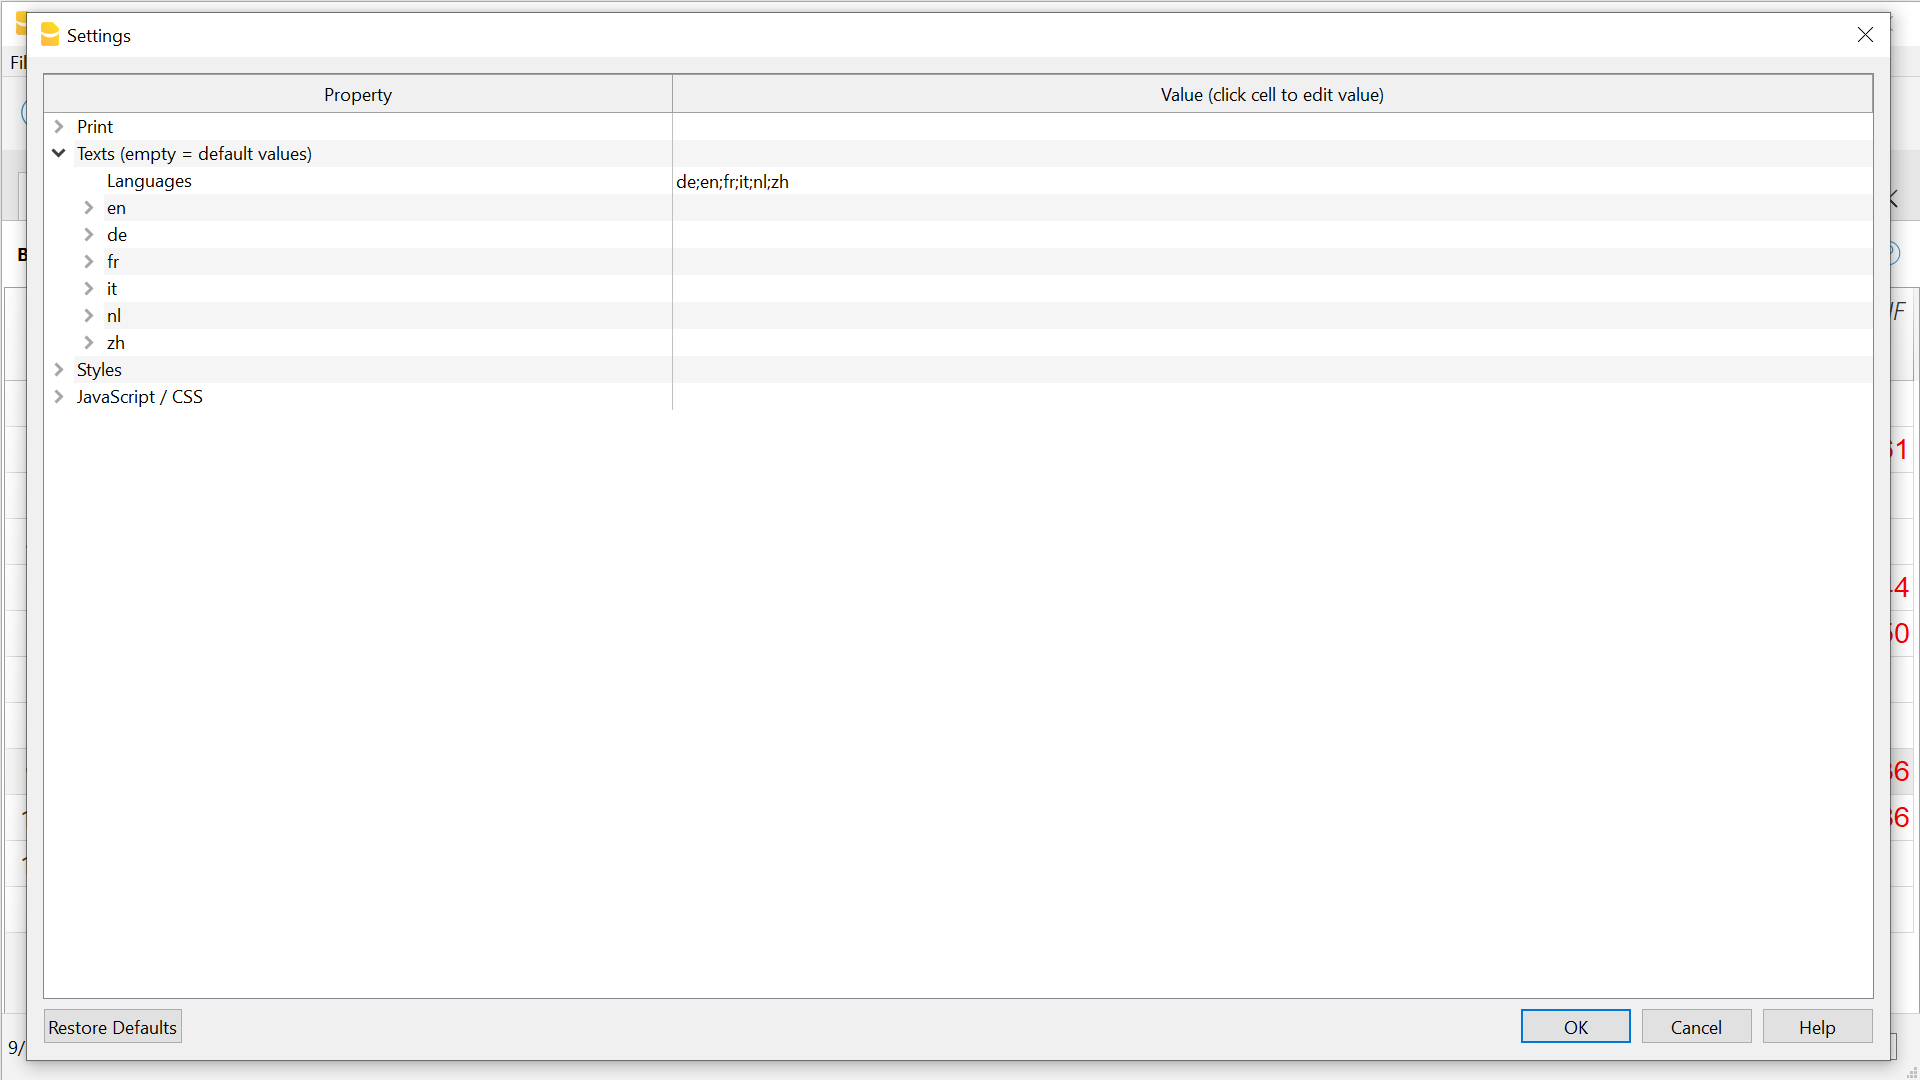 Settings
Property
Value (click cell to edit value)
Print
Texts (empty = default values)
Languages
de;en;fr;it;nl;zh
en
de
fr
it
nl
zh
Styles
JavaScript / CSS
Restore Defaults
OK
Cancel
Help
9/